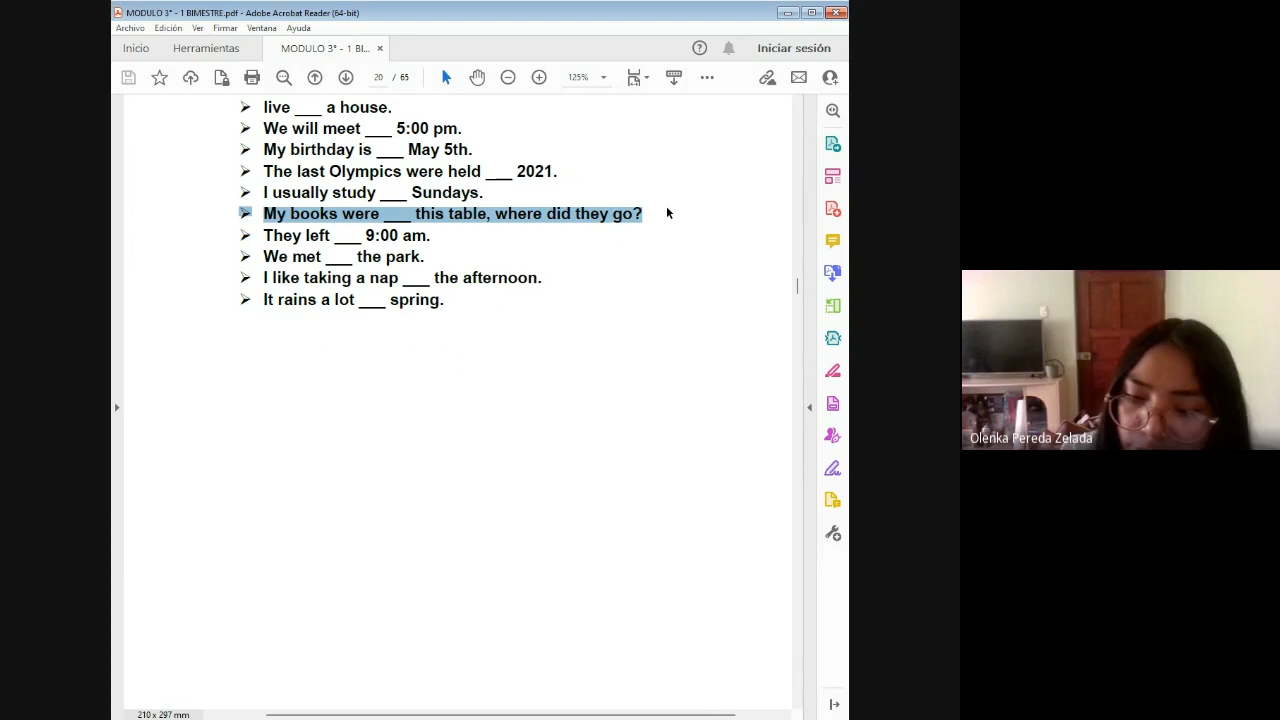 MODULO 3° - 1 BIMESTRE.pdf - Adobe Acrobat Reader (64-bit)
Archivo Edición Ver Firmar Ventana Ayuda
Inicio Herramientas MODULO 3° - 1 BI... × Iniciar sesión
20 / 65 125%
live ___ a house.
We will meet ___ 5:00 pm.
My birthday is ___ May 5th.
The last Olympics were held ___ 2021.
I usually study ___ Sundays.
My books were ___ this table, where did they go?
They left ___ 9:00 am.
We met ___ the park.
I like taking a nap ___ the afternoon.
It rains a lot ___ spring.
Olenka Pereda Zelada
210 x 297 mm